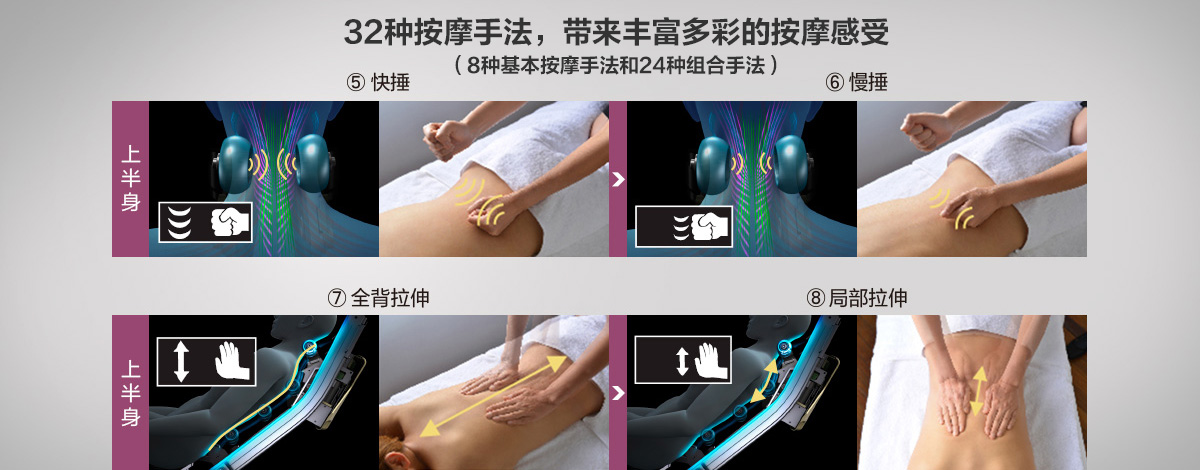 32种按摩手法，带来丰富多彩的按摩感受
（8种基本按摩手法和24种组合手法）
⑤ 快捶
⑥ 慢捶
上半身
⑦ 全背拉伸
⑧ 局部拉伸
上半身